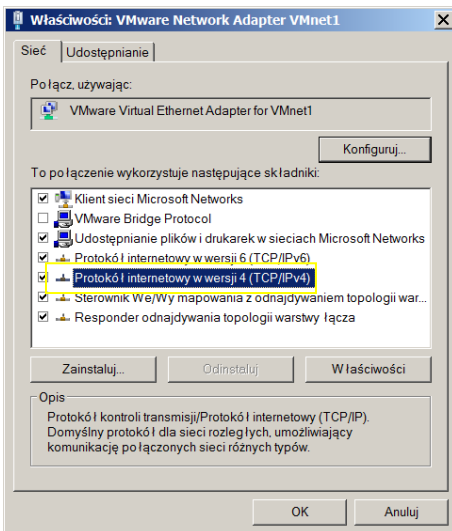 Właściwości: VMware Network Adapter VMnet1
Sieć
Udostępnianie
Połącz, używając:
VMware Virtual Ethernet Adapter for VMnet1
Konfiguruj...
To połączenie wykorzystuje następujące składniki:
Klient sieci Microsoft Networks
VMware Bridge Protocol
Udostępnianie plików i drukarek w sieciach Microsoft Networks
Protokół internetowy w wersji 6 (TCP/IPv6)
Protokół internetowy w wersji 4 (TCP/IPv4)
Sterownik We/Wy mapowania z odnajdywaniem topologii war...
Responder odnajdywania topologii warstwy łącza
Zainstaluj...
Odinstaluj
Właściwości
Opis
Protokół kontroli transmisji/Protokół internetowy (TCP/IP).
Domyślny protokół dla sieci rozległych, umożliwiający
komunikację połączonych sieci różnych typów.
OK
Anuluj